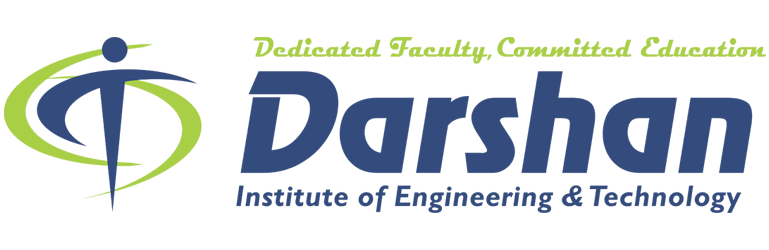 Dedicated Faculty, Committed Education
Darshan
Institute of Engineering & Technology